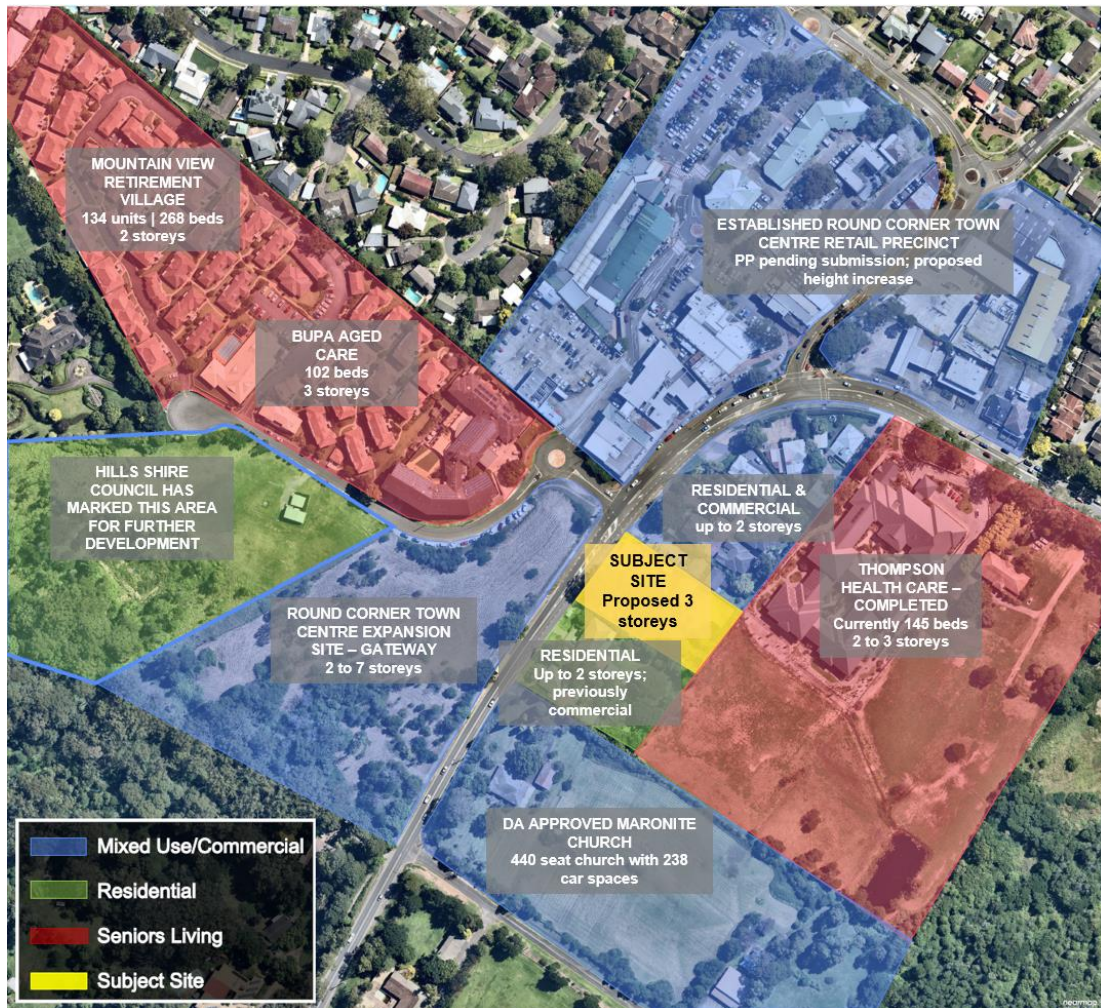 MOUNTAIN VIEW
RETIREMENT
VILLAGE
134 units | 268 beds
2 storeys
ESTABLISHED ROUND CORNER TOWN
CENTRE RETAIL PRECINCT
PP pending submission; proposed
height increase
BUPA AGED
CARE
102 beds
3 storeys
HILLS SHIRE
COUNCIL HAS
MARKED THIS AREA
FOR FURTHER
DEVELOPMENT
RESIDENTIAL &
COMMERCIAL
up to 2 storeys
SUBJECT
SITE
Proposed 3
storeys
THOMPSON
HEALTH CARE –
COMPLETED
Currently 145 beds
2 to 3 storeys
ROUND CORNER TOWN
CENTRE EXPANSION
SITE – GATEWAY
2 to 7 storeys
RESIDENTIAL
Up to 2 storeys;
previously
commercial
DA APPROVED MARONITE
CHURCH
440 seat church with 238
car spaces
Mixed Use/Commercial
Residential
Seniors Living
Subject Site
nearmap